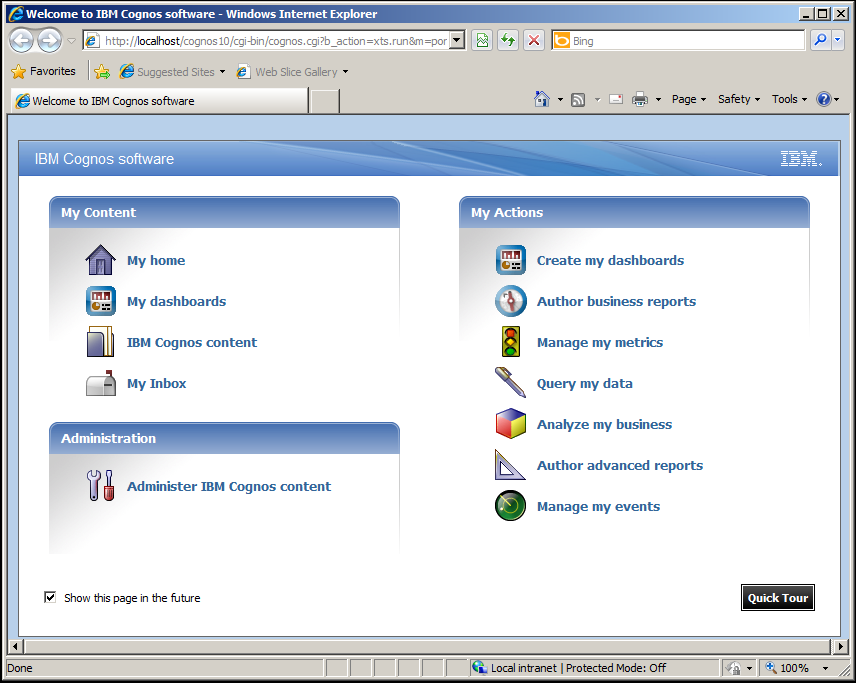 Welcome to IBM Cognos software - Windows Internet Explorer
http://localhost/cognos10/cgi-bin/cognos.cgi?b_action=xts.run&m=por
Bing
Favorites
Suggested Sites
Web Slice Gallery
Welcome to IBM Cognos software
Page
Safety
Tools
IBM Cognos software
IBM.
My Content
My home
My dashboards
IBM Cognos content
My Inbox
Administration
Administer IBM Cognos content
My Actions
Create my dashboards
Author business reports
Manage my metrics
Query my data
Analyze my business
Author advanced reports
Manage my events
Show this page in the future
Quick Tour
Done
Local intranet | Protected Mode: Off
100%